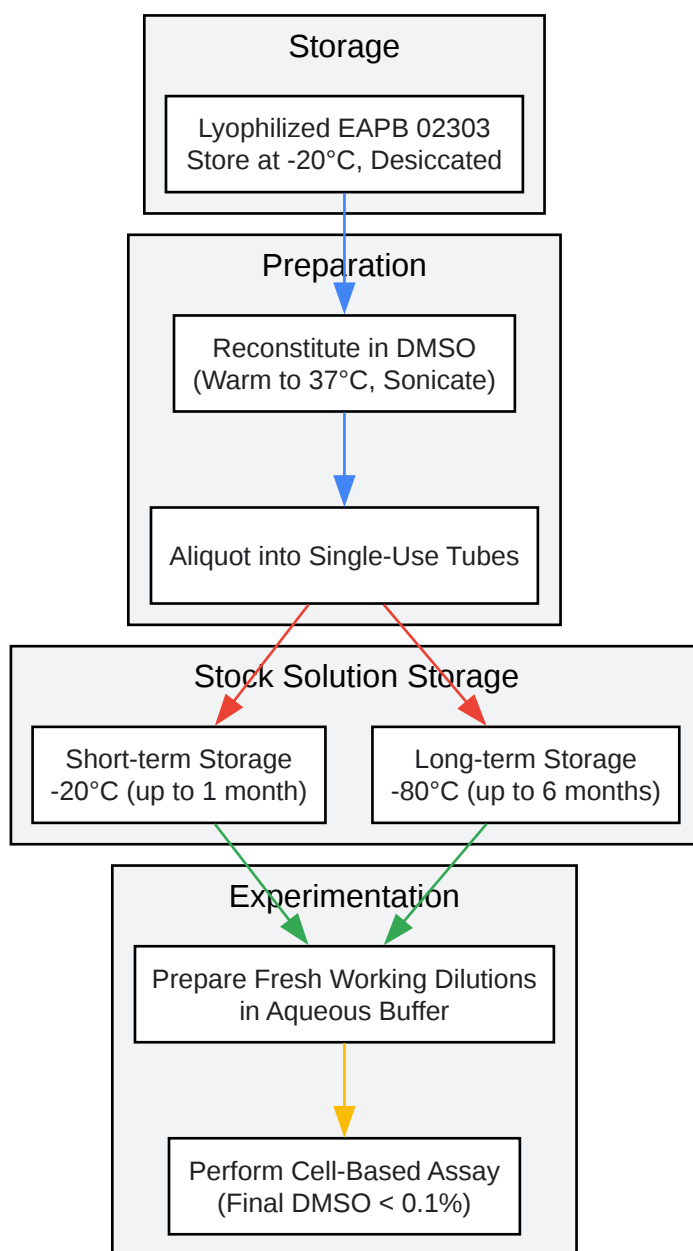 Storage
Lyophilized EAPB 02303
Store at -20°C, Desiccated
Preparation
Reconstitute in DMSO
(Warm to 37°C, Sonicate)
Aliquot into Single-Use Tubes
Stock Solution Storage
Short-term Storage
-20°C (up to 1 month)
Long-term Storage
-80°C (up to 6 months)
Experimentation
Prepare Fresh Working Dilutions
in Aqueous Buffer
Perform Cell-Based Assay
(Final DMSO < 0.1%)